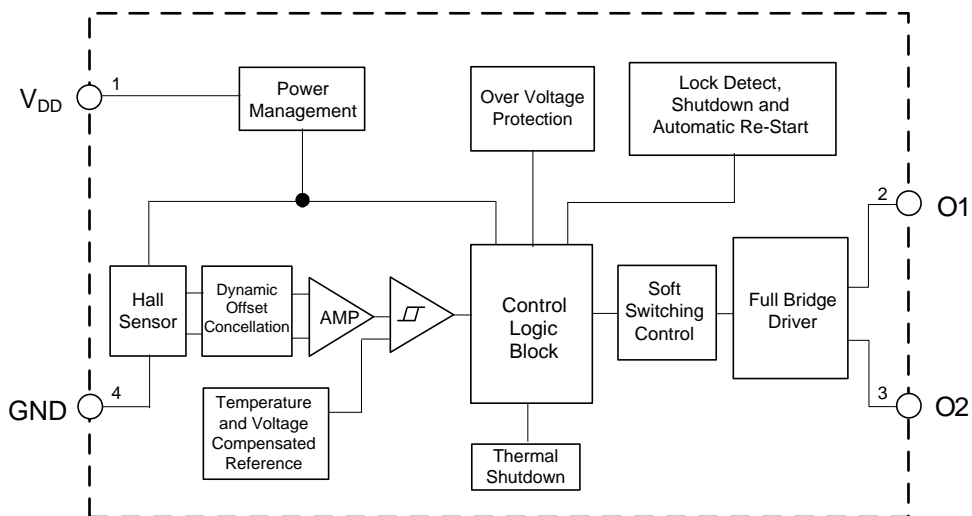 Power
Management
Over Voltage
Protection
Lock Detect,
Shutdown and
Automatic Re-Start
VDD
1
2
O1
Hall
Sensor
Dynamic
Offset
Concellation
AMP
Control
Logic
Block
Soft
Switching
Control
Full Bridge
Driver
GND
4
3
O2
Temperature
and Voltage
Compensated
Reference
Thermal
Shutdown